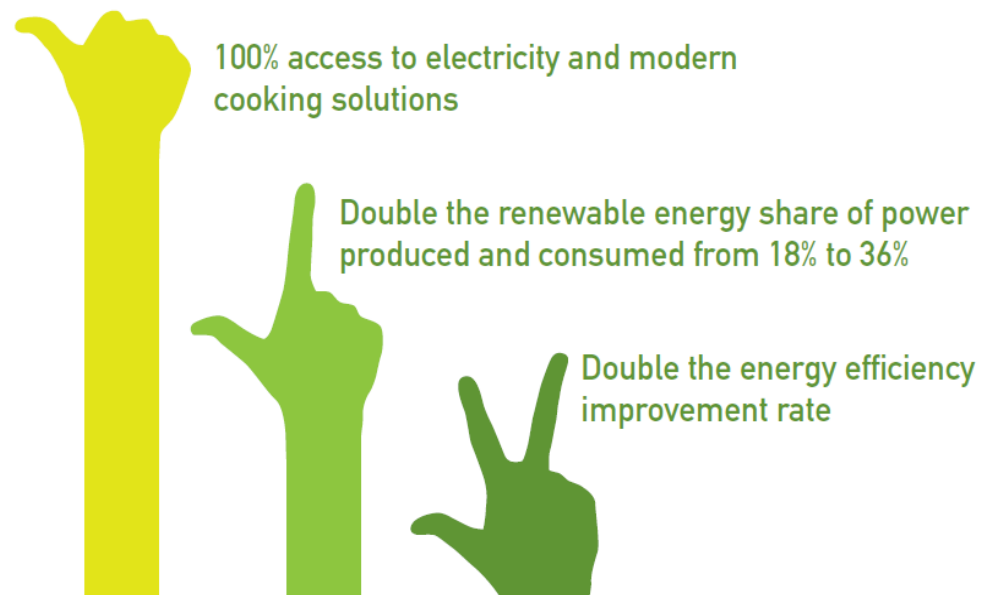 100% access to electricity and modern
cooking solutions
Double the renewable energy share of power
produced and consumed from 18% to 36%
Double the energy efficiency
improvement rate